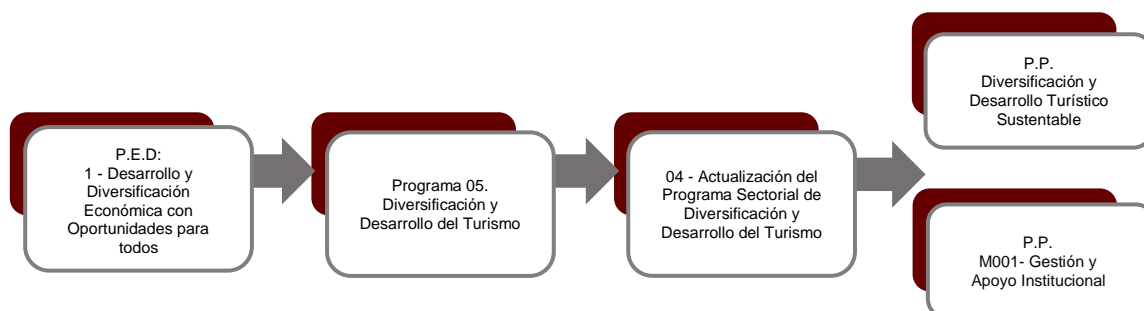 P.E.D:
1 - Desarrollo y
Diversificación
Económica con
Oportunidades para
todos
Programa 05.
Diversificación y
Desarrollo del Turismo
04 - Actualización del
Programa Sectorial de
Diversificación y
Desarrollo del Turismo
P.P.
Diversificación y
Desarrollo Turístico
Sustentable
P.P.
M001- Gestión y
Apoyo Institucional